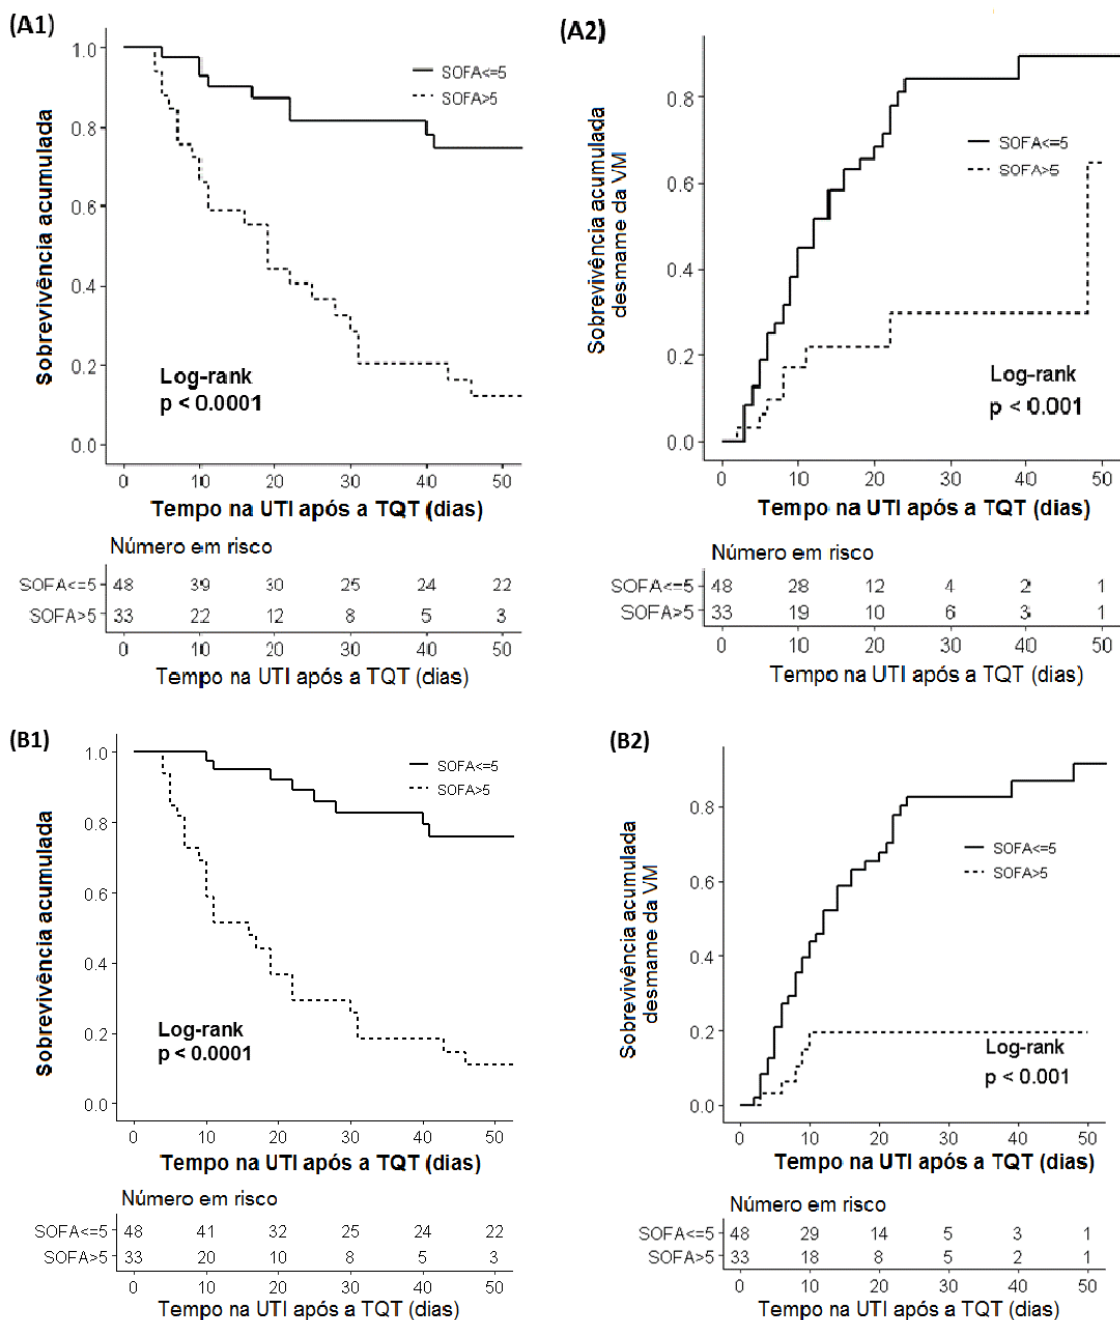 (A1)
Sobrevivência acumulada
1.0
0.8
0.6
0.4
0.2
0.0
SOFA<=5
SOFA>5
Log-rank
p < 0.0001
0 10 20 30 40 50
Tempo na UTI após a TQT (dias)
Número em risco
SOFA<=5 48 39 30 25 24 22
SOFA>5 33 22 12 8 5 3
0 10 20 30 40 50
Tempo na UTI após a TQT (dias)
(A2)
Sobrevivência acumulada
desmame da VM
0.8
0.6
0.4
0.2
0.0
SOFA<=5
SOFA>5
Log-rank
p < 0.001
0 10 20 30 40 50
Tempo na UTI após a TQT (dias)
Número em risco
SOFA<=5 48 28 12 4 2 1
SOFA>5 33 19 10 6 3 1
0 10 20 30 40 50
Tempo na UTI após a TQT (dias)
(B1)
Sobrevivência acumulada
1.0
0.8
0.6
0.4
0.2
0.0
SOFA<=5
SOFA>5
Log-rank
p < 0.0001
0 10 20 30 40 50
Tempo na UTI após a TQT (dias)
Número em risco
SOFA<=5 48 41 32 25 24 22
SOFA>5 33 20 10 8 5 3
0 10 20 30 40 50
Tempo na UTI após a TQT (dias)
(B2)
Sobrevivência acumulada
desmame da VM
0.8
0.6
0.4
0.2
0.0
SOFA<=5
SOFA>5
Log-rank
p < 0.001
0 10 20 30 40 50
Tempo na UTI após a TQT (dias)
Número em risco
SOFA<=5 48 29 14 5 3 1
SOFA>5 33 18 8 5 2 1
0 10 20 30 40 50
Tempo na UTI após a TQT (dias)